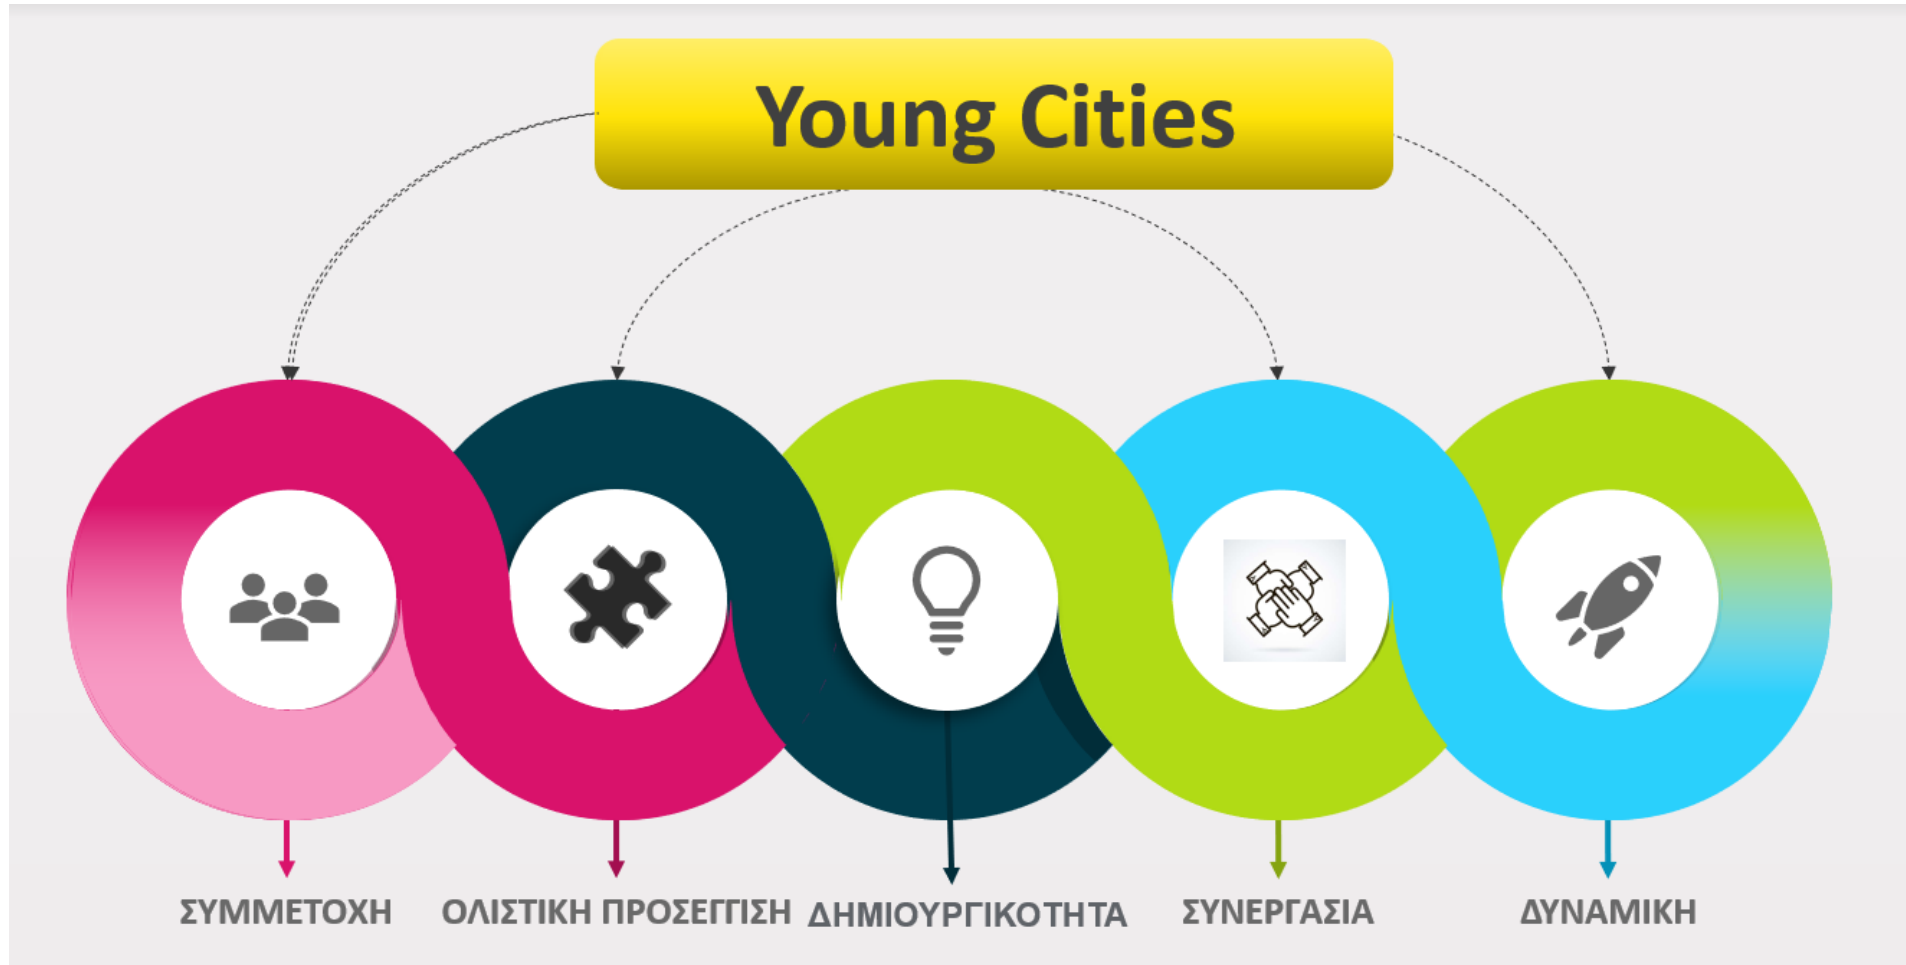 Young Cities
ΣΥΜΜΕΤΟΧΗ
ΟΛΙΣΤΙΚΗ ΠΡΟΣΕΓΓΙΣΗ
ΔΗΜΙΟΥΡΓΙΚΟΤΗΤΑ
ΣΥΝΕΡΓΑΣΙΑ
ΔΥΝΑΜΙΚΗ